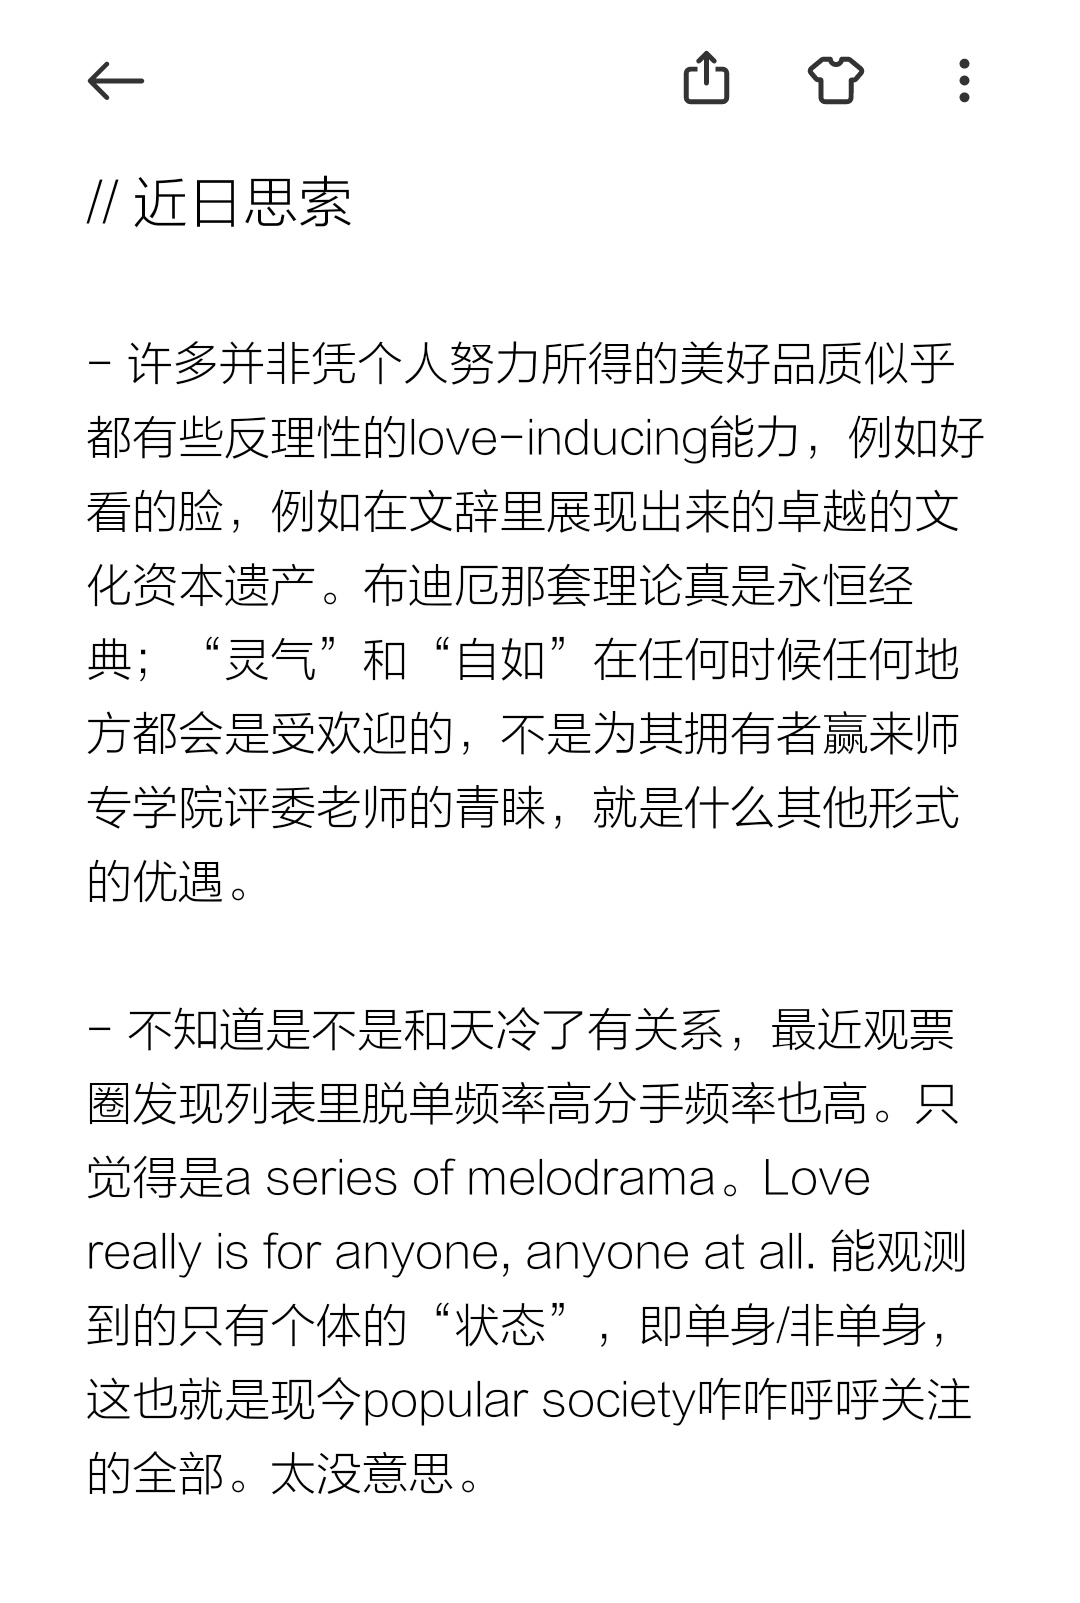 // 近日思索
- 许多并非凭个人努力所得的美好品质似乎
都有些反理性的love-inducing能力，例如好
看的脸，例如在文辞里展现出来的卓越的文
化资本遗产。布迪厄那套理论真是永恒经
典；“灵气”和“自如”在任何时候任何地
方都会是受欢迎的，不是为其拥有者赢来师
专学院评委老师的青睐，就是什么其他形式
的优遇。
- 不知道是不是和天冷了有关系，最近观票
圈发现列表里脱单频率高分手频率也高。只
觉得是a series of melodrama。Love
really is for anyone, anyone at all. 能观测
到的只有个体的“状态”，即单身/非单身，
这也就是现今popular society咋咋呼呼关注
的全部。太没意思。